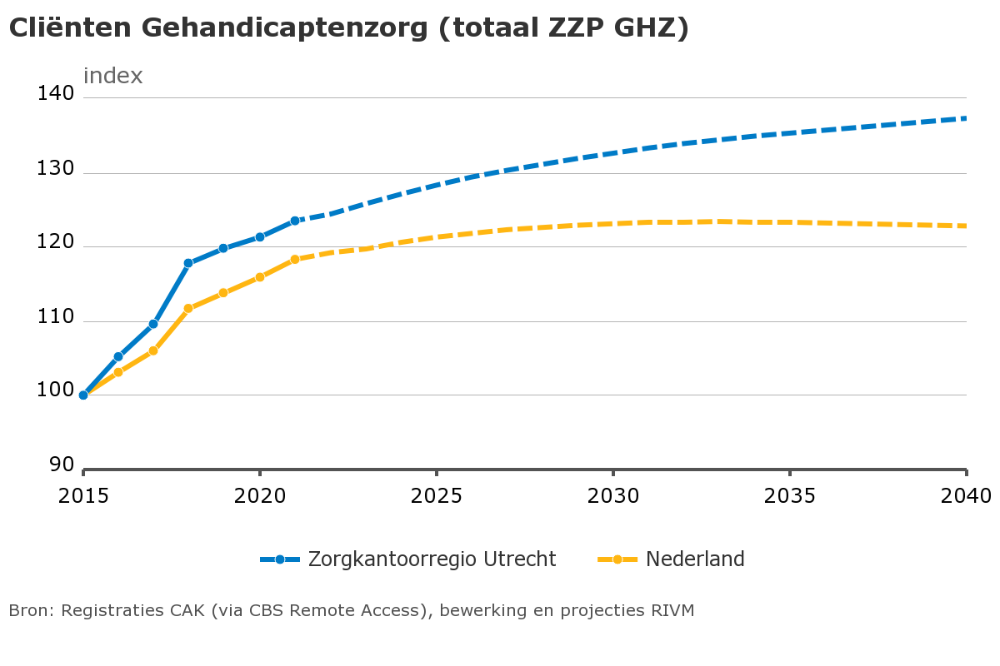 Cliënten Gehandicaptenzorg (totaal ZZP GHZ)
index
140
130
120
110
100
90
2015 2020 2025 2030 2035 2040
Zorgkantoorregio Utrecht Nederland
Bron: Registraties CAK (via CBS Remote Access), bewerking en projecties RIVM